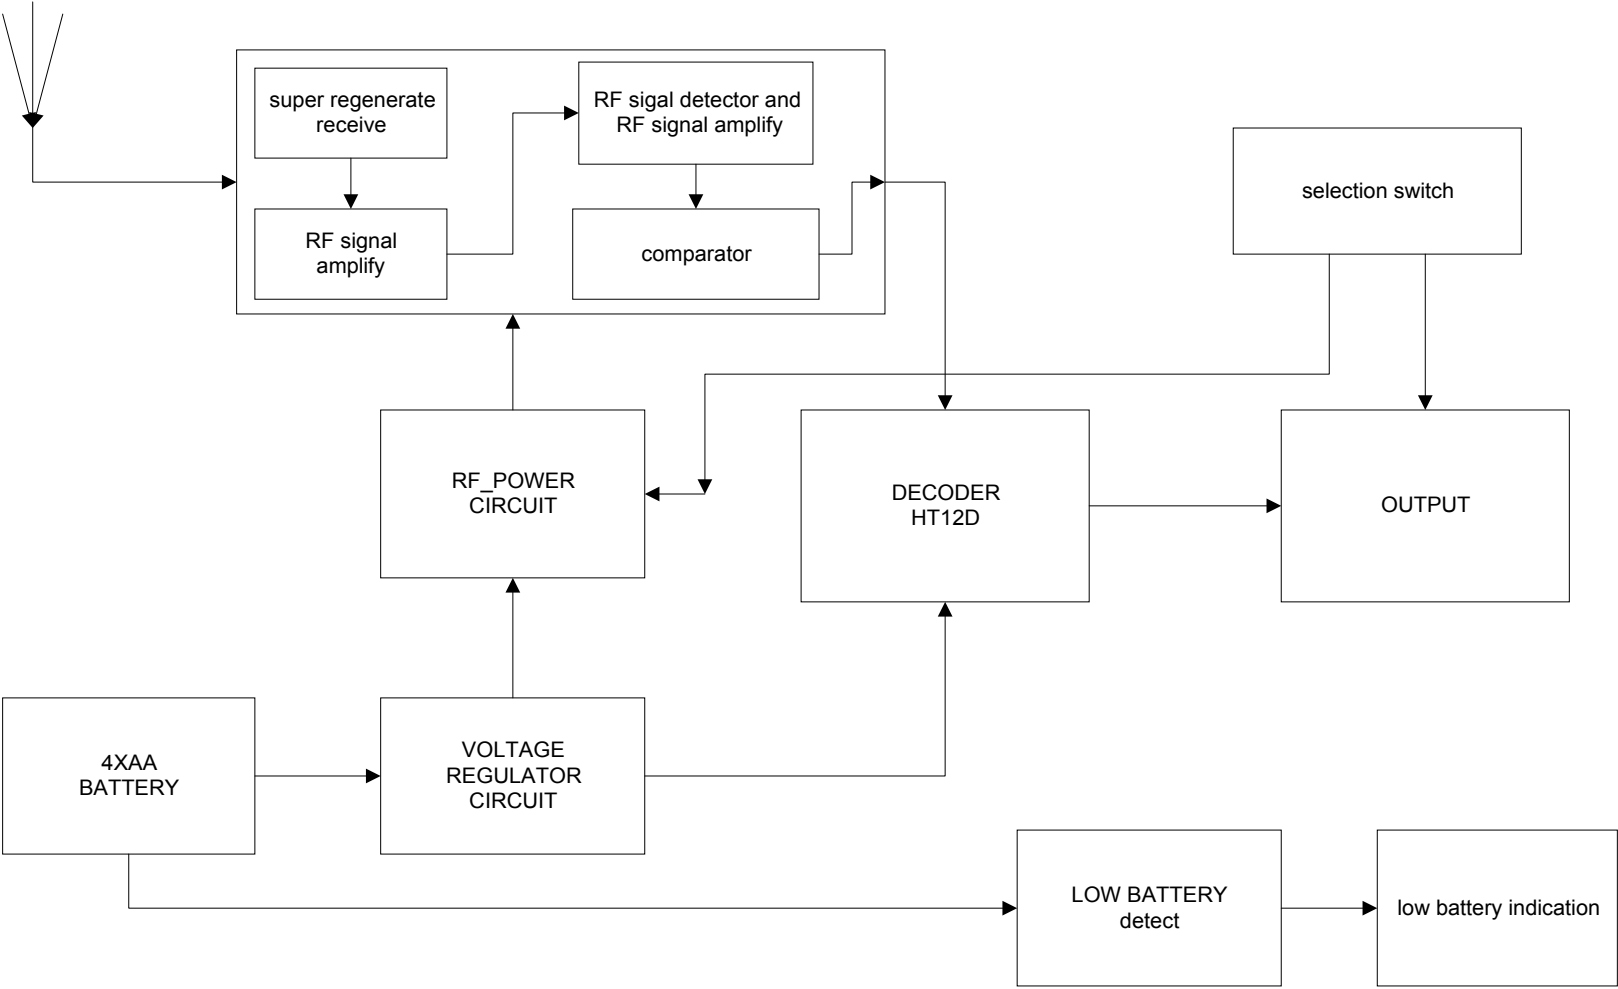 super regenerate
receive
RF sigal detector and
RF signal amplify
RF signal
amplify
comparator
selection switch
RF_POWER
CIRCUIT
DECODER
HT12D
OUTPUT
4XAA
BATTERY
VOLTAGE
REGULATOR
CIRCUIT
LOW BATTERY
detect
low battery indication